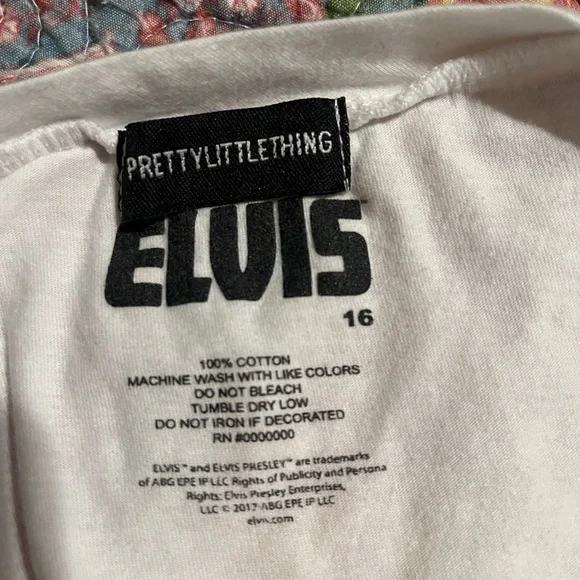 PRETTYLITTLETHING
ELVIS™
16
100% COTTON
MACHINE WASH WITH LIKE COLORS
DO NOT BLEACH
TUMBLE DRY LOW
DO NOT IRON IF DECORATED
RN #0000000
ELVIS™ and ELVIS PRESLEY™ are trademarks
of ABG EPE IP LLC Rights of Publicity and Persona
Rights: Elvis Presley Enterprises,
LLC © 2017 ABG EPE IP LLC
elvis.com